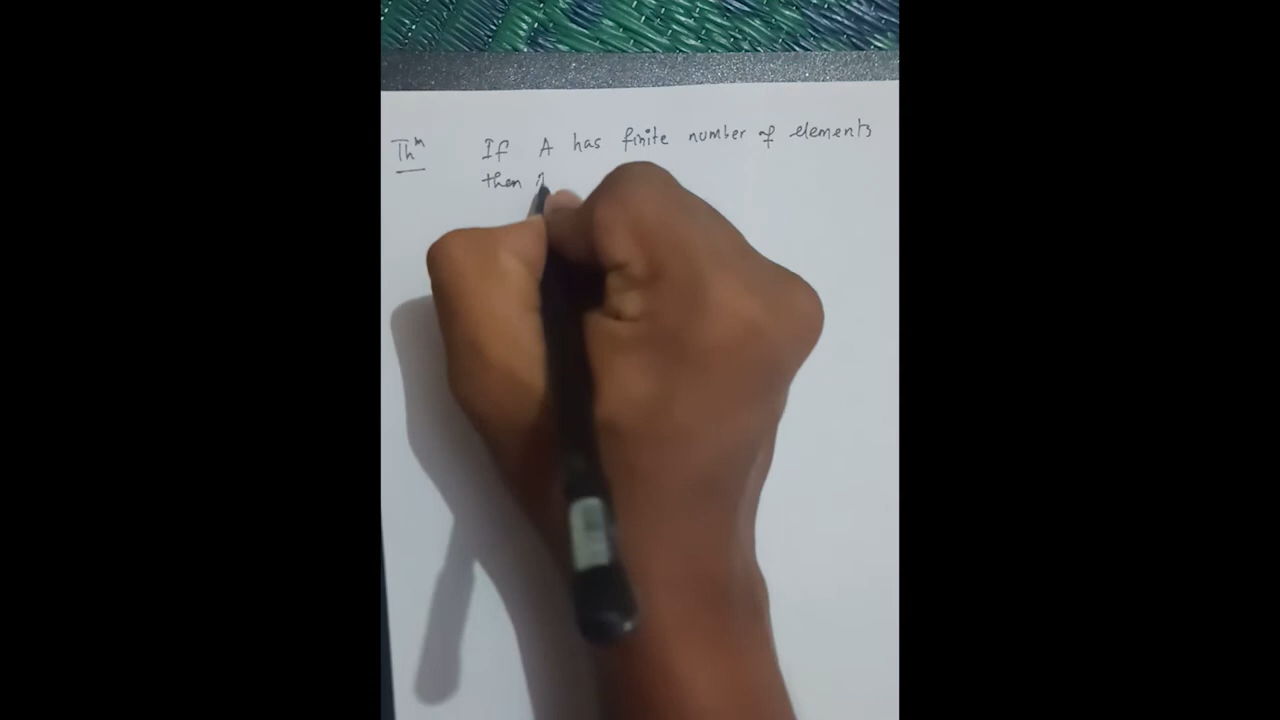 Thm If A has finite number of elements
then